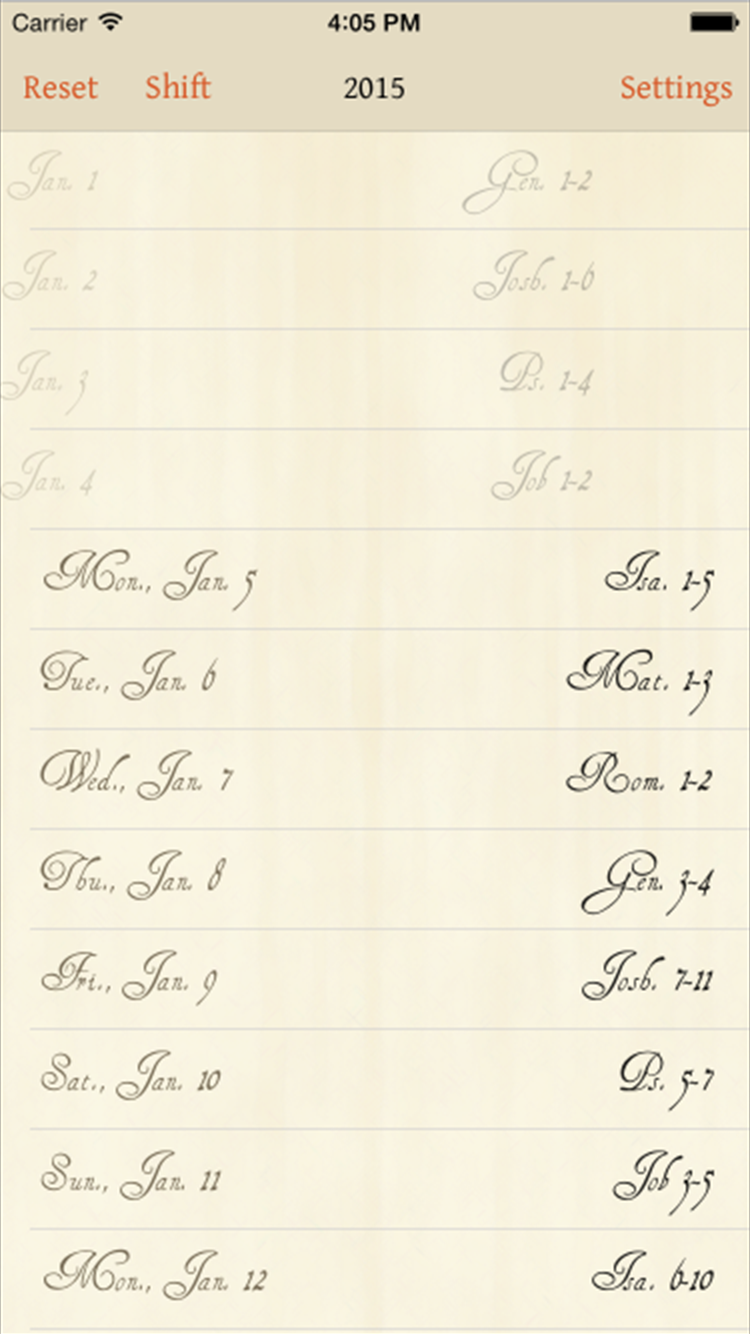 Carrier 4:05 PM
Reset Shift 2015 Settings
Jan. 1 Gen. 1-2
Jan. 2 Josh. 1-6
Jan. 3 Ps. 1-4
Jan. 4 Job 1-2
Mon., Jan. 5 Isa. 1-5
Tue., Jan. 6 Mat. 1-3
Wed., Jan. 7 Rom. 1-2
Thu., Jan. 8 Gen. 3-4
Fri., Jan. 9 Josh. 7-11
Sat., Jan. 10 Ps. 5-7
Sun., Jan. 11 Job 3-5
Mon., Jan. 12 Isa. 6-10